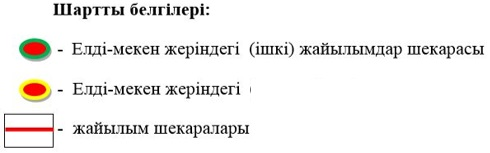 Шартты белгілері:
- Елді-мекен жеріндегі (ішкі) жайылымдар шекарасы
- Елді-мекен жеріндегі (
- жайылым шекаралары